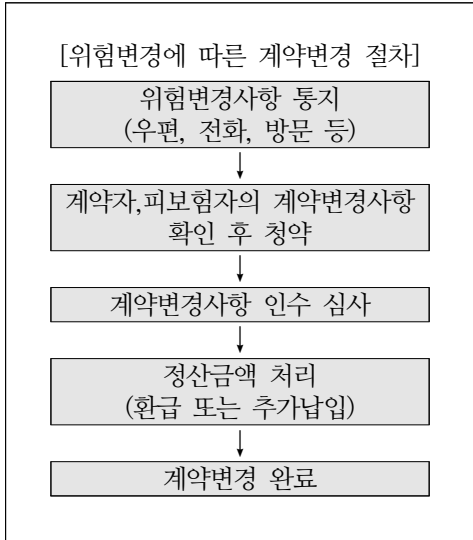 [위험변경에 따른 계약변경 절차]
위험변경사항 통지
(우편, 전화, 방문 등)
계약자,피보험자의 계약변경사항
확인 후 청약
계약변경사항 인수 심사
정산금액 처리
(환급 또는 추가납입)
계약변경 완료